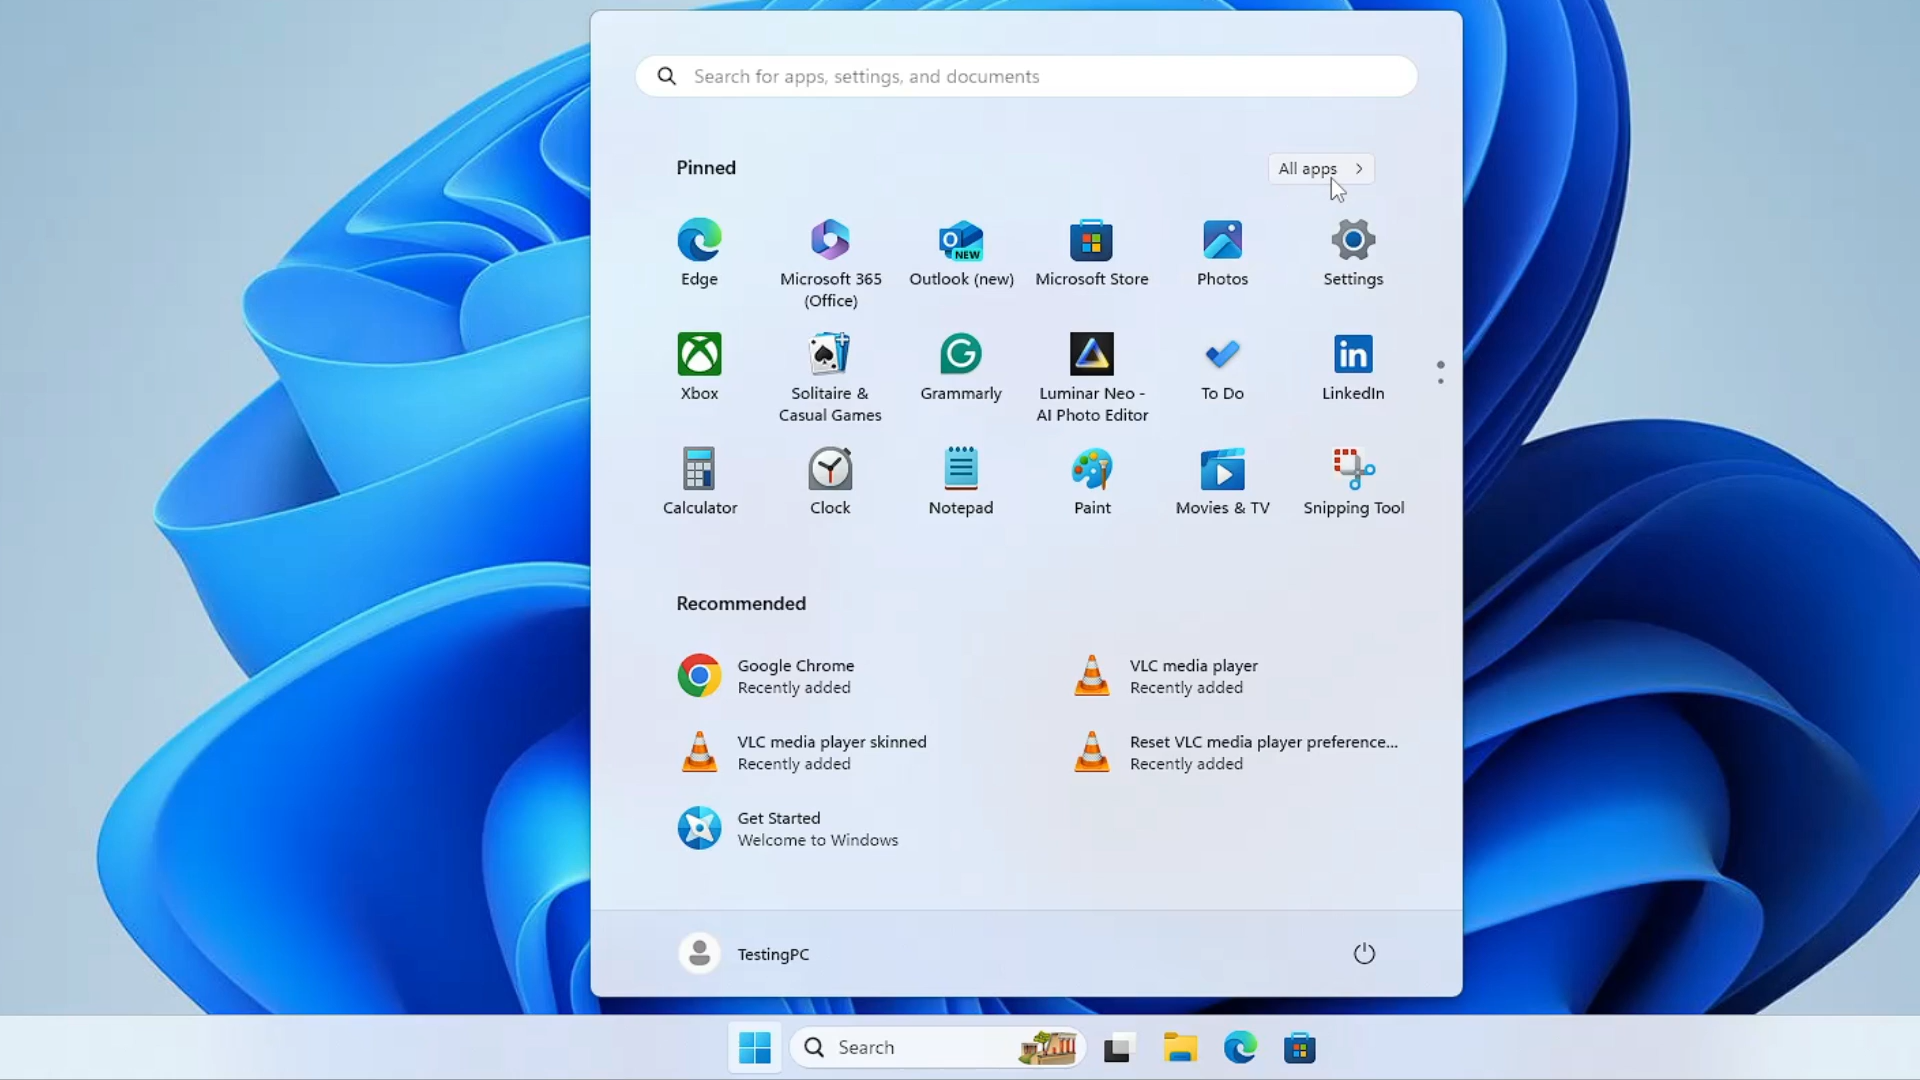 Search for apps, settings, and documents
Pinned
All apps
Edge
Microsoft 365
(Office)
Outlook (new)
Microsoft Store
Photos
Settings
Xbox
Solitaire &
Casual Games
Grammarly
Luminar Neo -
AI Photo Editor
To Do
LinkedIn
Calculator
Clock
Notepad
Paint
Movies & TV
Snipping Tool
Recommended
Google Chrome
Recently added
VLC media player
Recently added
VLC media player skinned
Recently added
Reset VLC media player preference...
Recently added
Get Started
Welcome to Windows
TestingPC
Search